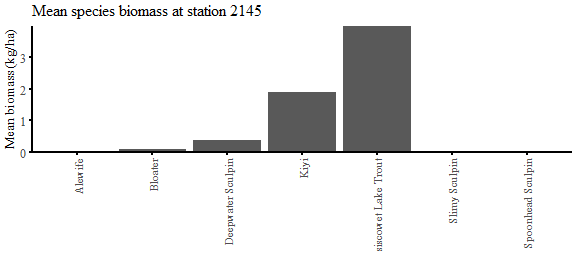 Mean species biomass at station 2145
Mean biomass (kg/ha)
3
2
1
0
Alewife
Bloater
Deepwater Sculpin
Kiyi
siscowet Lake Trout
Slimy Sculpin
Spoonhead Sculpin